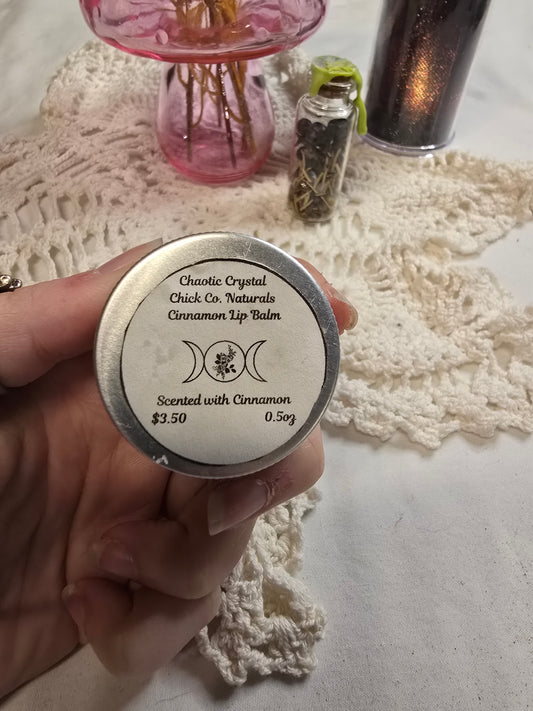 Chaotic Crystal
Chick Co. Naturals
Cinnamon Lip Balm
Scented with Cinnamon
$3.50 0.5oz